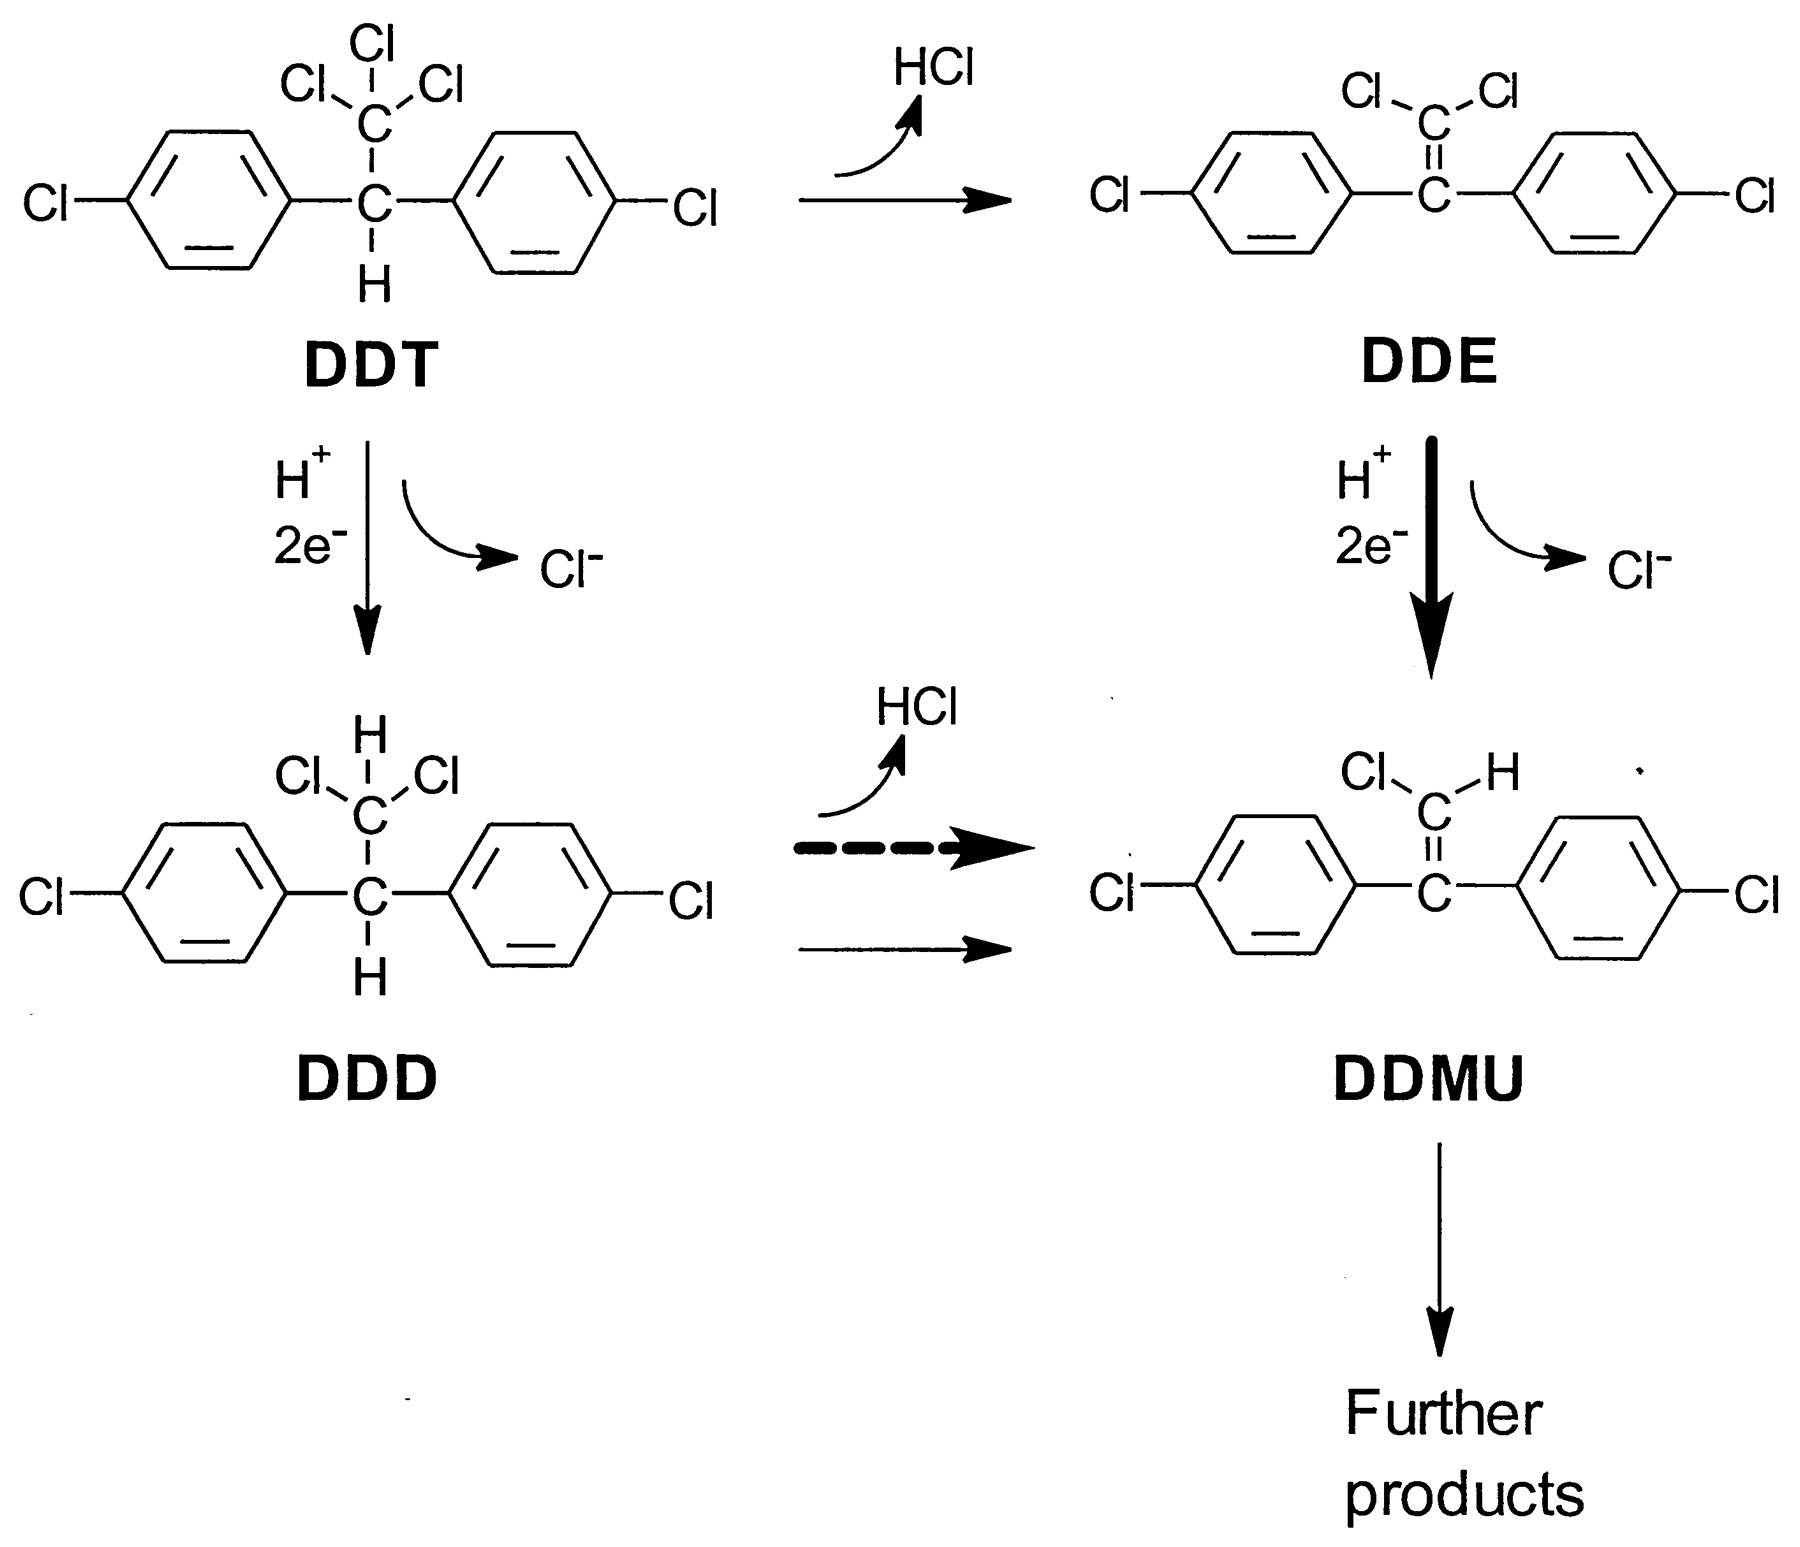 Cl
Cl Cl
C
Cl C Cl
H
DDT
HCl
Cl Cl
C
Cl C Cl
DDE
H+
2e-
Cl-
H+
2e-
Cl-
H
Cl Cl
C
Cl C Cl
H
DDD
HCl
Cl H
C
Cl C Cl
DDMU
Further
products